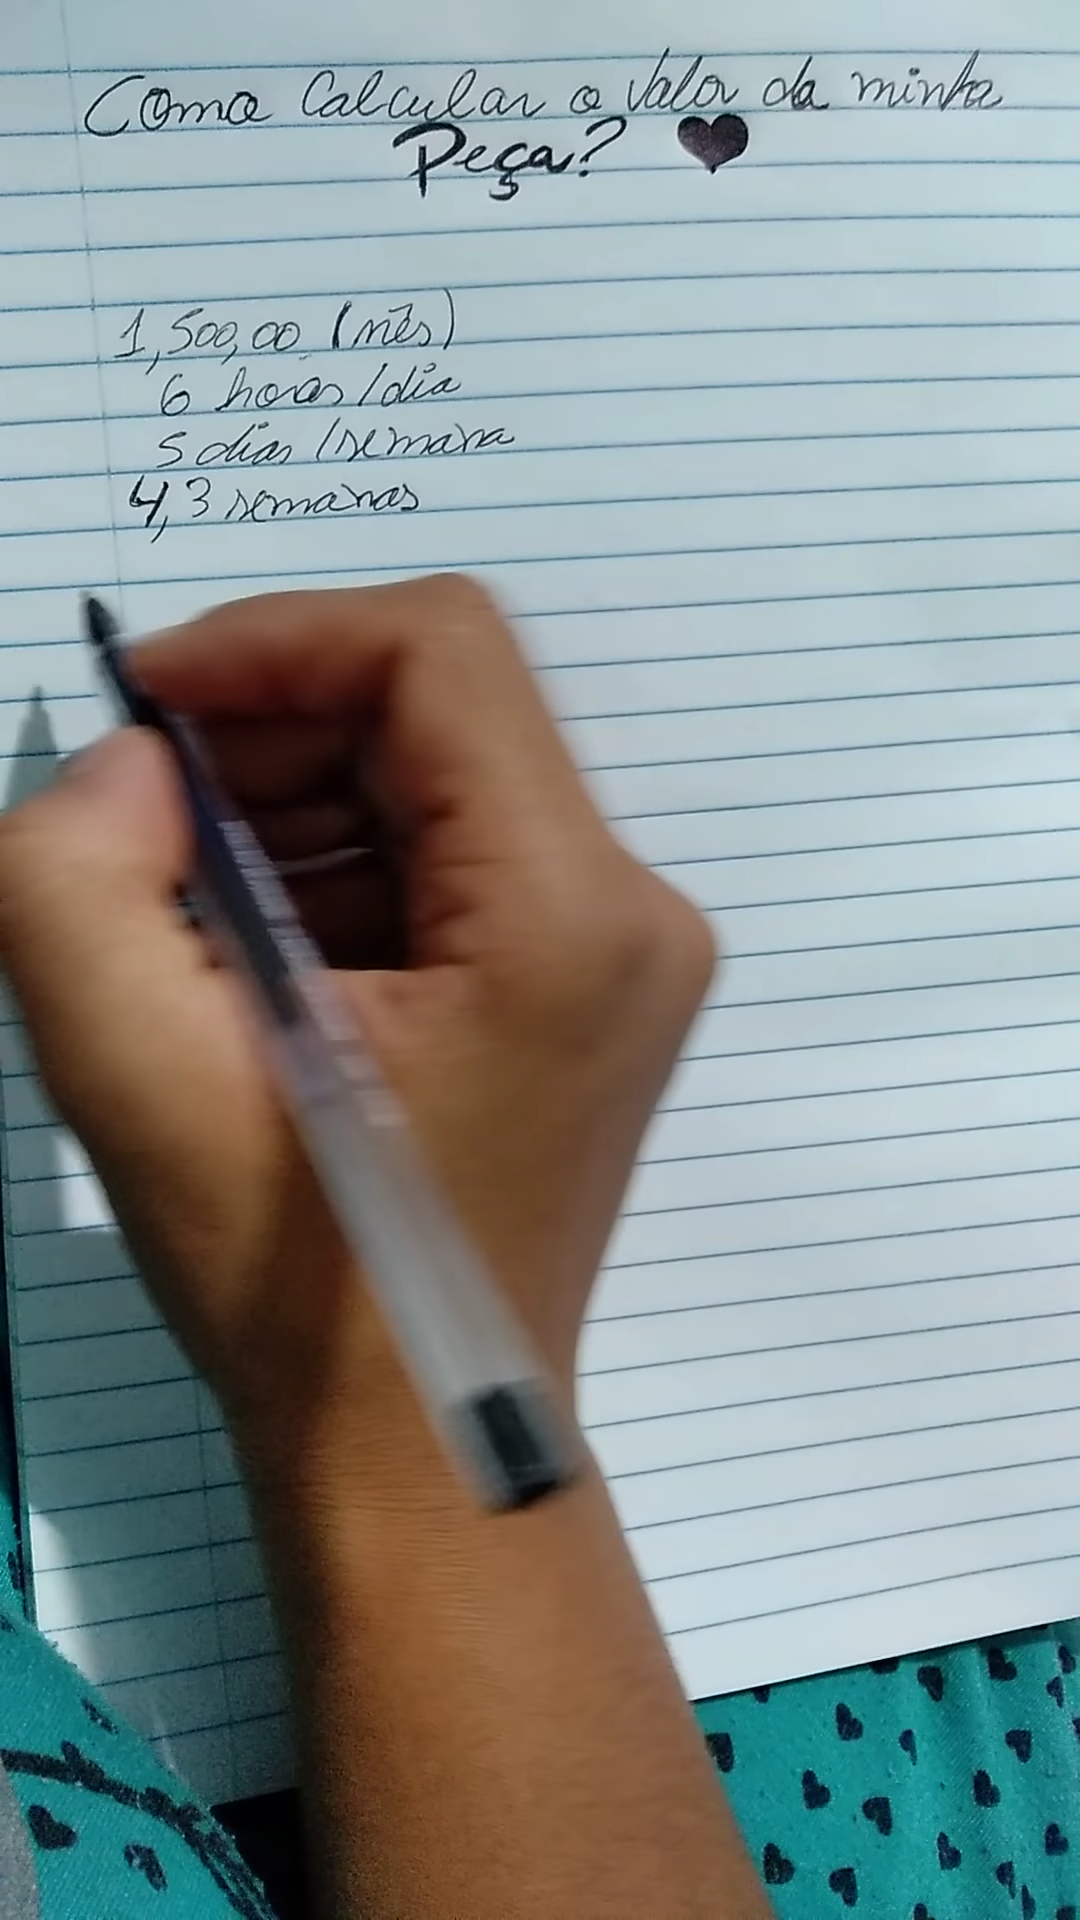 Como Calcular o valor da minha
Peça?
1,500,00 (mês)
6 horas/dia
5 dias/semana
4,3 semanas